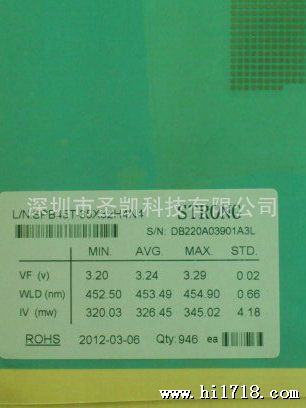 深圳市圣凯科技有限公司
L/N:SFB45T-35X32H4X4 STRONG
S/N: DB220A03901A3L
MIN. AVG. MAX. STD.
VF (v) 3.20 3.24 3.29 0.02
WLD (nm) 452.50 453.49 454.90 0.66
IV (mw) 320.03 326.45 345.02 4.18
ROHS 2012-03-06 Qty:946 ea
www.hi1718.com